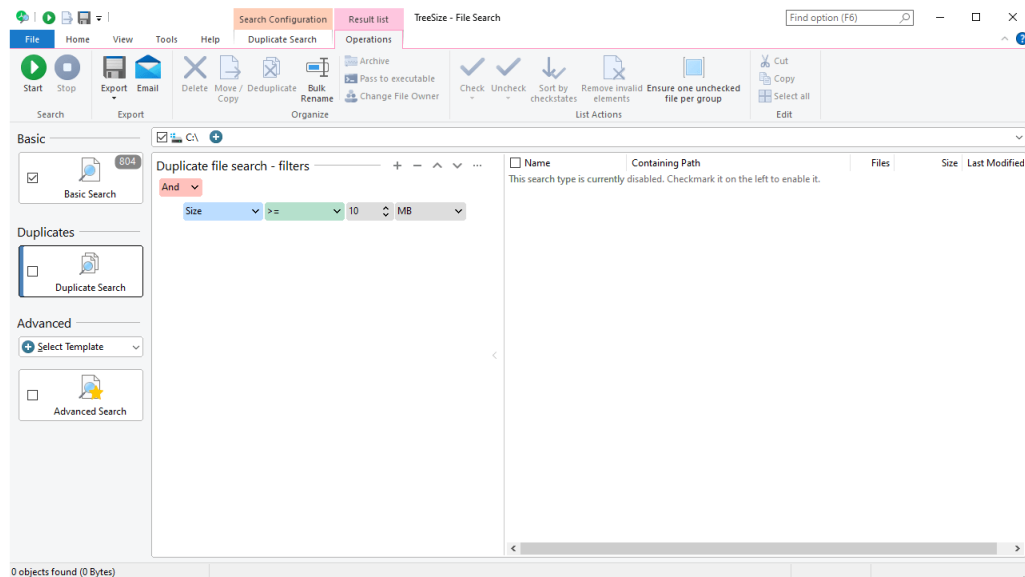 Search Configuration Result list TreeSize - File Search Find option (F6)
File Home View Tools Help Duplicate Search Operations
Start Stop Export Email Delete Move / Copy Deduplicate Bulk Rename Archive Pass to executable Change File Owner Check Uncheck Sort by checkstates Remove invalid elements Ensure one unchecked file per group Cut Copy Select all
Search Export Organize List Actions Edit
Basic
C:\
804
Basic Search
Duplicates
Duplicate Search
Advanced
Select Template
Advanced Search
Duplicate file search - filters
And
Size >= 10 MB
Name Containing Path Files Size Last Modified
This search type is currently disabled. Checkmark it on the left to enable it.
0 objects found (0 Bytes)